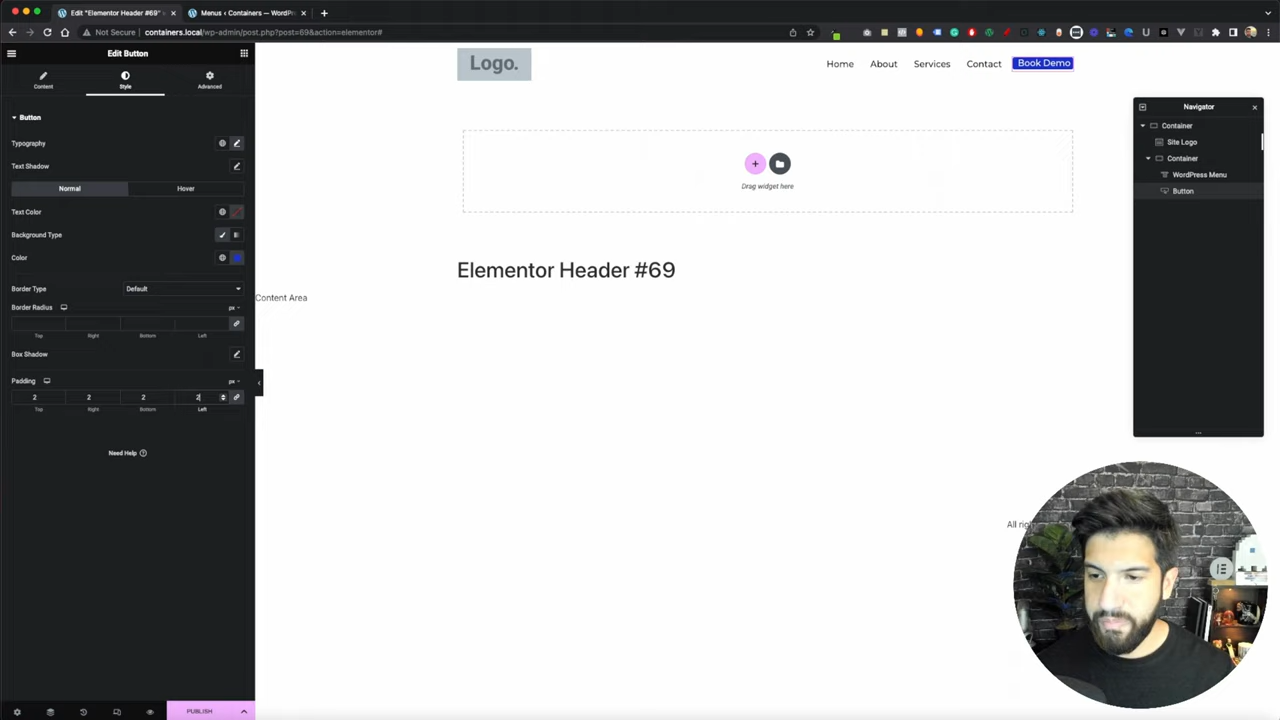 Edit "Elementor Header #69"
Menus ‹ Containers — WordPr
Not Secure
containers.local/wp-admin/post.php?post=69&action=elementor#
Edit Button
Content
Style
Advanced
Button
Typography
Text Shadow
Normal
Hover
Text Color
Background Type
Color
Border Type
Default
Border Radius
px
Top
Right
Bottom
Left
Box Shadow
Padding
px
2
2
2
2
Top
Right
Bottom
Left
Need Help
PUBLISH
Logo.
Home
About
Services
Contact
Book Demo
Drag widget here
Elementor Header #69
Content Area
All rig
Navigator
Container
Site Logo
Container
WordPress Menu
Button